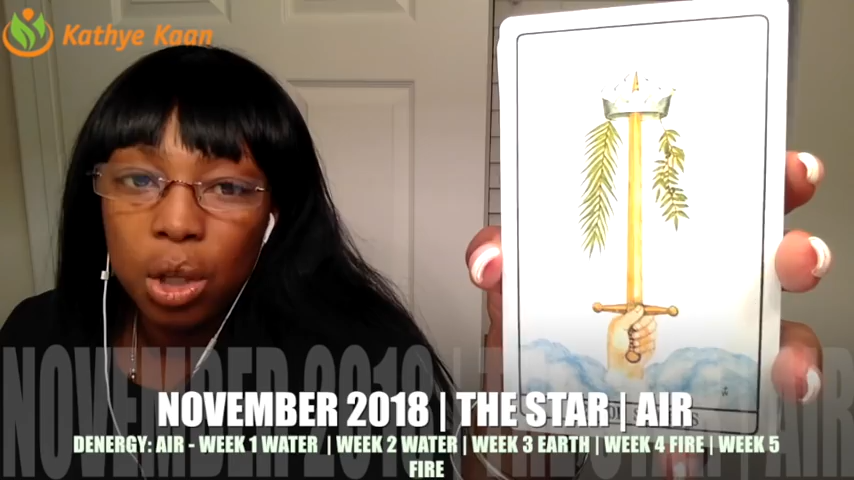 Kathye Kaan
NOVEMBER 2018 | THE STAR | AIR
DENERGY: AIR - WEEK 1 WATER | WEEK 2 WATER | WEEK 3 EARTH | WEEK 4 FIRE | WEEK 5
FIRE